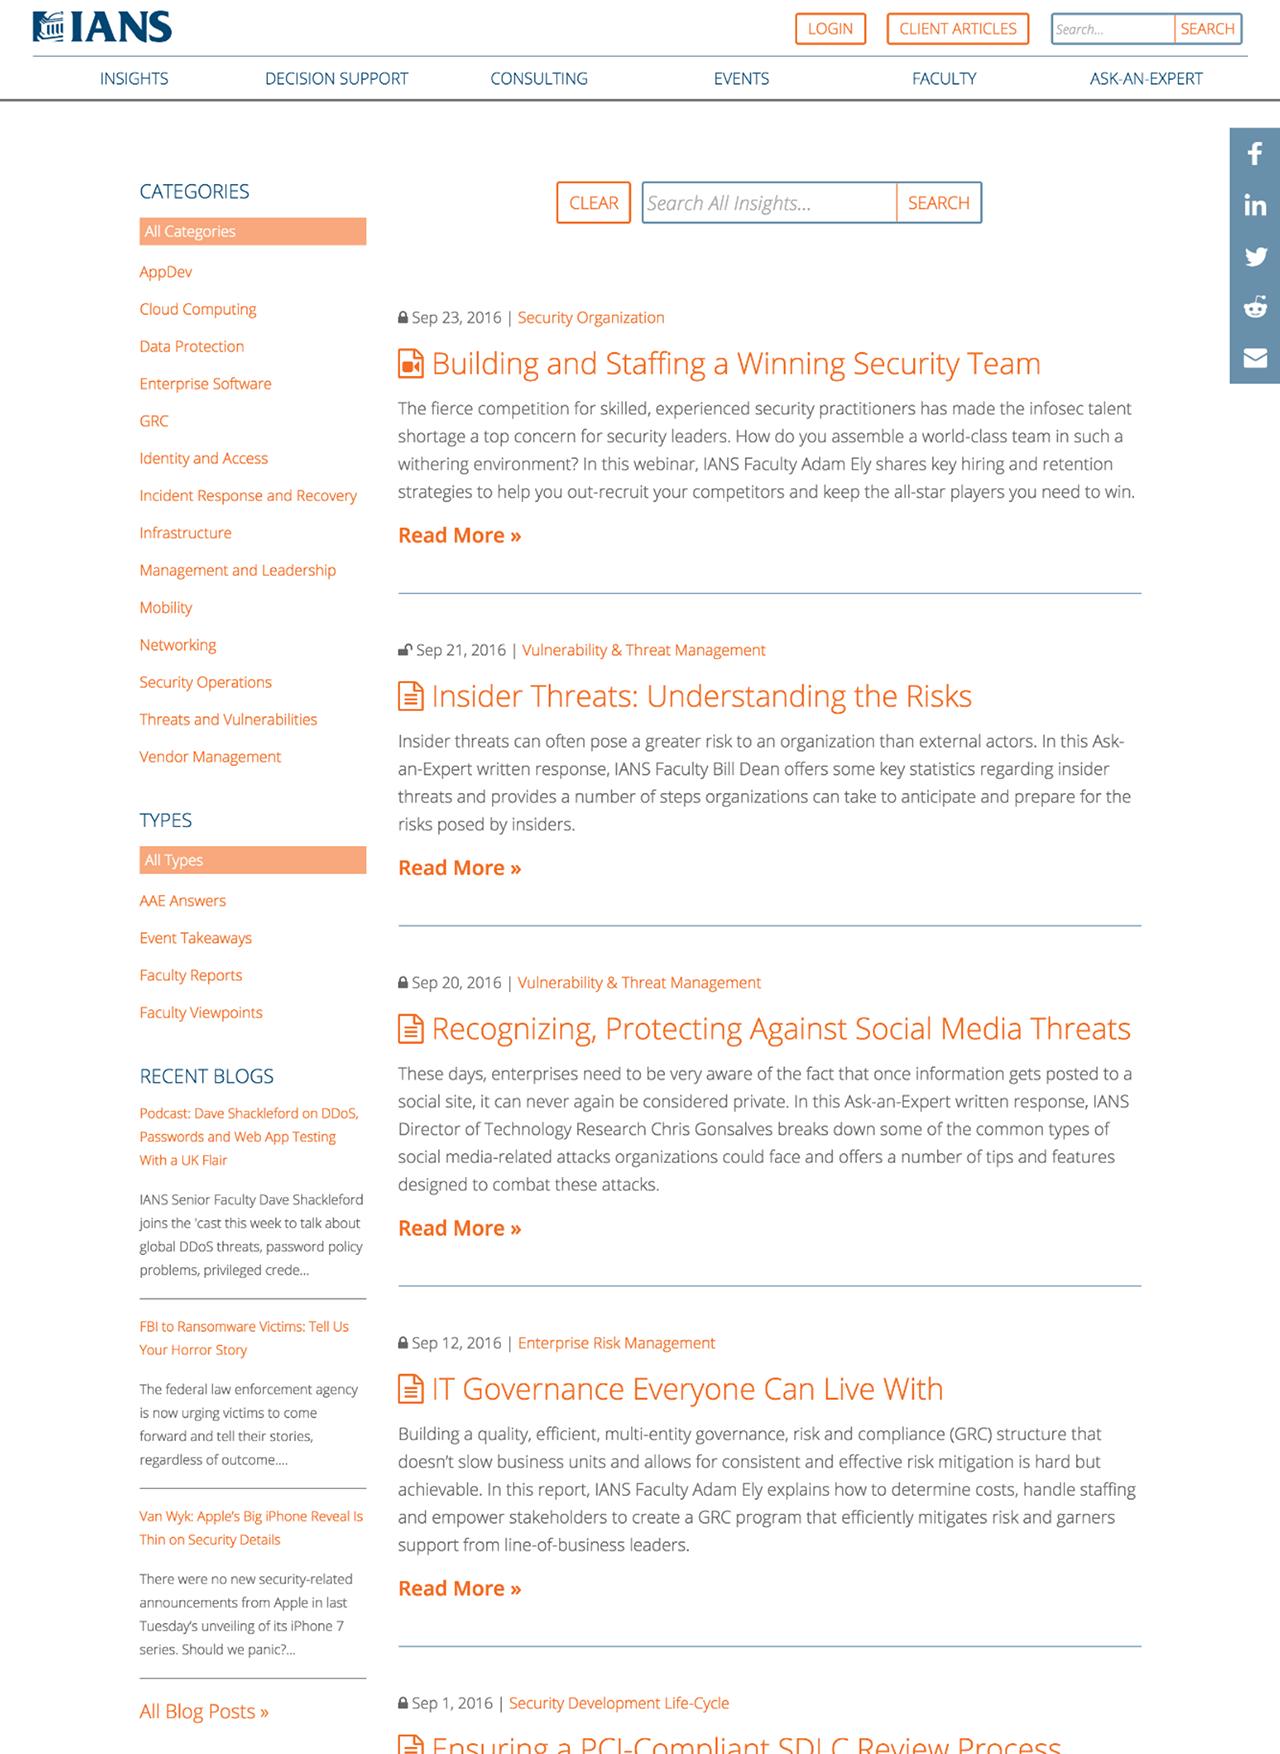 IANS
LOGIN
CLIENT ARTICLES
Search...
SEARCH
INSIGHTS
DECISION SUPPORT
CONSULTING
EVENTS
FACULTY
ASK-AN-EXPERT
CATEGORIES
All Categories
AppDev
Cloud Computing
Data Protection
Enterprise Software
GRC
Identity and Access
Incident Response and Recovery
Infrastructure
Management and Leadership
Mobility
Networking
Security Operations
Threats and Vulnerabilities
Vendor Management
TYPES
All Types
AAE Answers
Event Takeaways
Faculty Reports
Faculty Viewpoints
RECENT BLOGS
Podcast: Dave Shackleford on DDoS,
Passwords and Web App Testing
With a UK Flair
IANS Senior Faculty Dave Shackleford
joins the 'cast this week to talk about
global DDoS threats, password policy
problems, privileged crede...
FBI to Ransomware Victims: Tell Us
Your Horror Story
The federal law enforcement agency
is now urging victims to come
forward and tell their stories,
regardless of outcome....
Van Wyk: Apple's Big iPhone Reveal Is
Thin on Security Details
There were no new security-related
announcements from Apple in last
Tuesday's unveiling of its iPhone 7
series. Should we panic?...
All Blog Posts »
CLEAR
Search All Insights...
SEARCH
Sep 23, 2016 | Security Organization
Building and Staffing a Winning Security Team
The fierce competition for skilled, experienced security practitioners has made the infosec talent
shortage a top concern for security leaders. How do you assemble a world-class team in such a
withering environment? In this webinar, IANS Faculty Adam Ely shares key hiring and retention
strategies to help you out-recruit your competitors and keep the all-star players you need to win.
Read More »
Sep 21, 2016 | Vulnerability & Threat Management
Insider Threats: Understanding the Risks
Insider threats can often pose a greater risk to an organization than external actors. In this Ask-
an-Expert written response, IANS Faculty Bill Dean offers some key statistics regarding insider
threats and provides a number of steps organizations can take to anticipate and prepare for the
risks posed by insiders.
Read More »
Sep 20, 2016 | Vulnerability & Threat Management
Recognizing, Protecting Against Social Media Threats
These days, enterprises need to be very aware of the fact that once information gets posted to a
social site, it can never again be considered private. In this Ask-an-Expert written response, IANS
Director of Technology Research Chris Gonsalves breaks down some of the common types of
social media-related attacks organizations could face and offers a number of tips and features
designed to combat these attacks.
Read More »
Sep 12, 2016 | Enterprise Risk Management
IT Governance Everyone Can Live With
Building a quality, efficient, multi-entity governance, risk and compliance (GRC) structure that
doesn't slow business units and allows for consistent and effective risk mitigation is hard but
achievable. In this report, IANS Faculty Adam Ely explains how to determine costs, handle staffing
and empower stakeholders to create a GRC program that efficiently mitigates risk and garners
support from line-of-business leaders.
Read More »
Sep 1, 2016 | Security Development Life-Cycle
Ensuring a PCI-Compliant SDLC Review Process